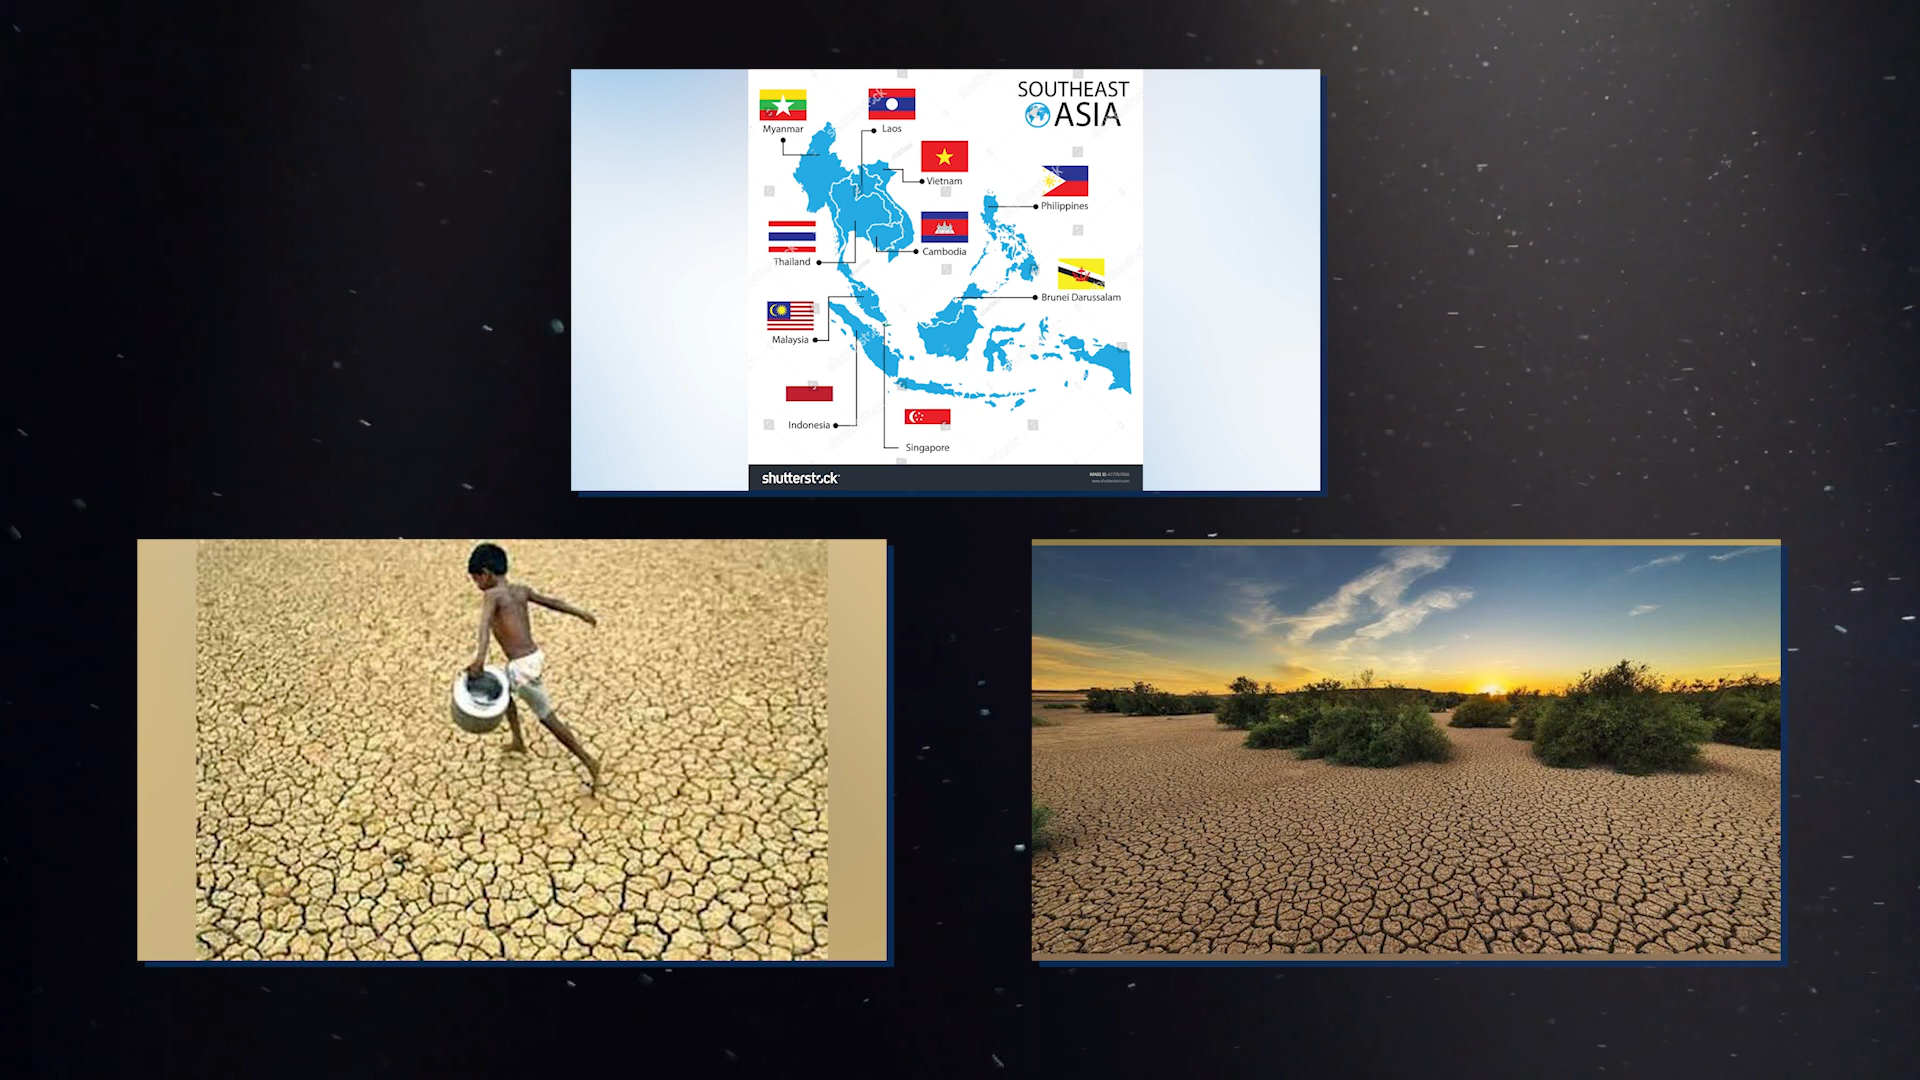 SOUTHEAST
ASIA
Myanmar
Laos
Vietnam
Philippines
Thailand
Cambodia
Brunei Darussalam
Malaysia
Indonesia
Singapore
shutterstock